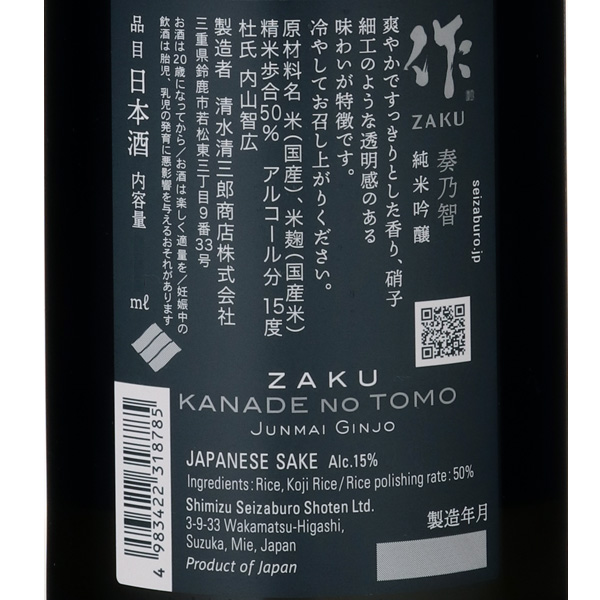 作
ZAKU
奏乃智
純米吟醸
seizaburo.jp
爽やかですっきりとした香り、硝子
細工のような透明感のある
味わいが特徴です。
冷やしてお召し上がりください。
原材料名 米(国産)、米麹(国産米)
精米歩合50% アルコール分 15度
杜氏 内山智広
製造者 清水清三郎商店株式会社
三重県鈴鹿市若松東三丁目9番33号
お酒は20歳になってから/お酒は楽しく適量を/妊娠中の
飲酒は胎児、乳児の発育に悪影響を与えるおそれがあります
品目 日本酒 内容量 mℓ
ZAKU
KANADE NO TOMO
JUNMAI GINJO
JAPANESE SAKE Alc.15%
Ingredients: Rice, Koji Rice / Rice polishing rate: 50%
Shimizu Seizaburo Shoten Ltd.
3-9-33 Wakamatsu-Higashi,
Suzuka, Mie, Japan
Product of Japan
製造年月
4 983422 318785